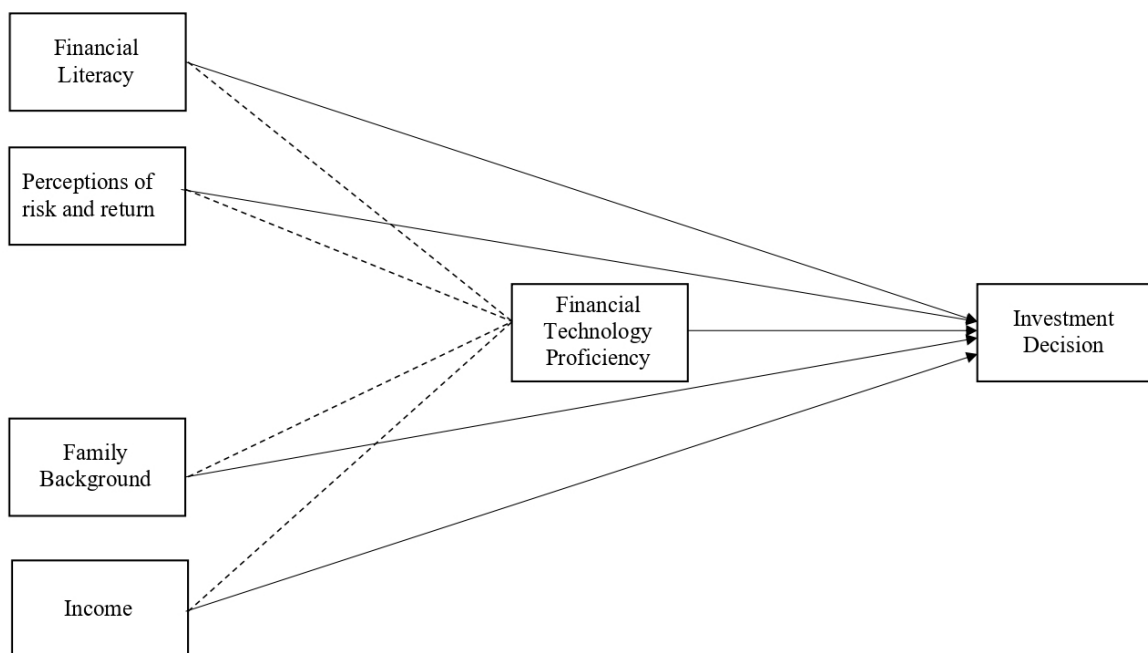 Financial
Literacy
Perceptions of
risk and return
Financial
Technology
Proficiency
Investment
Decision
Family
Background
Income